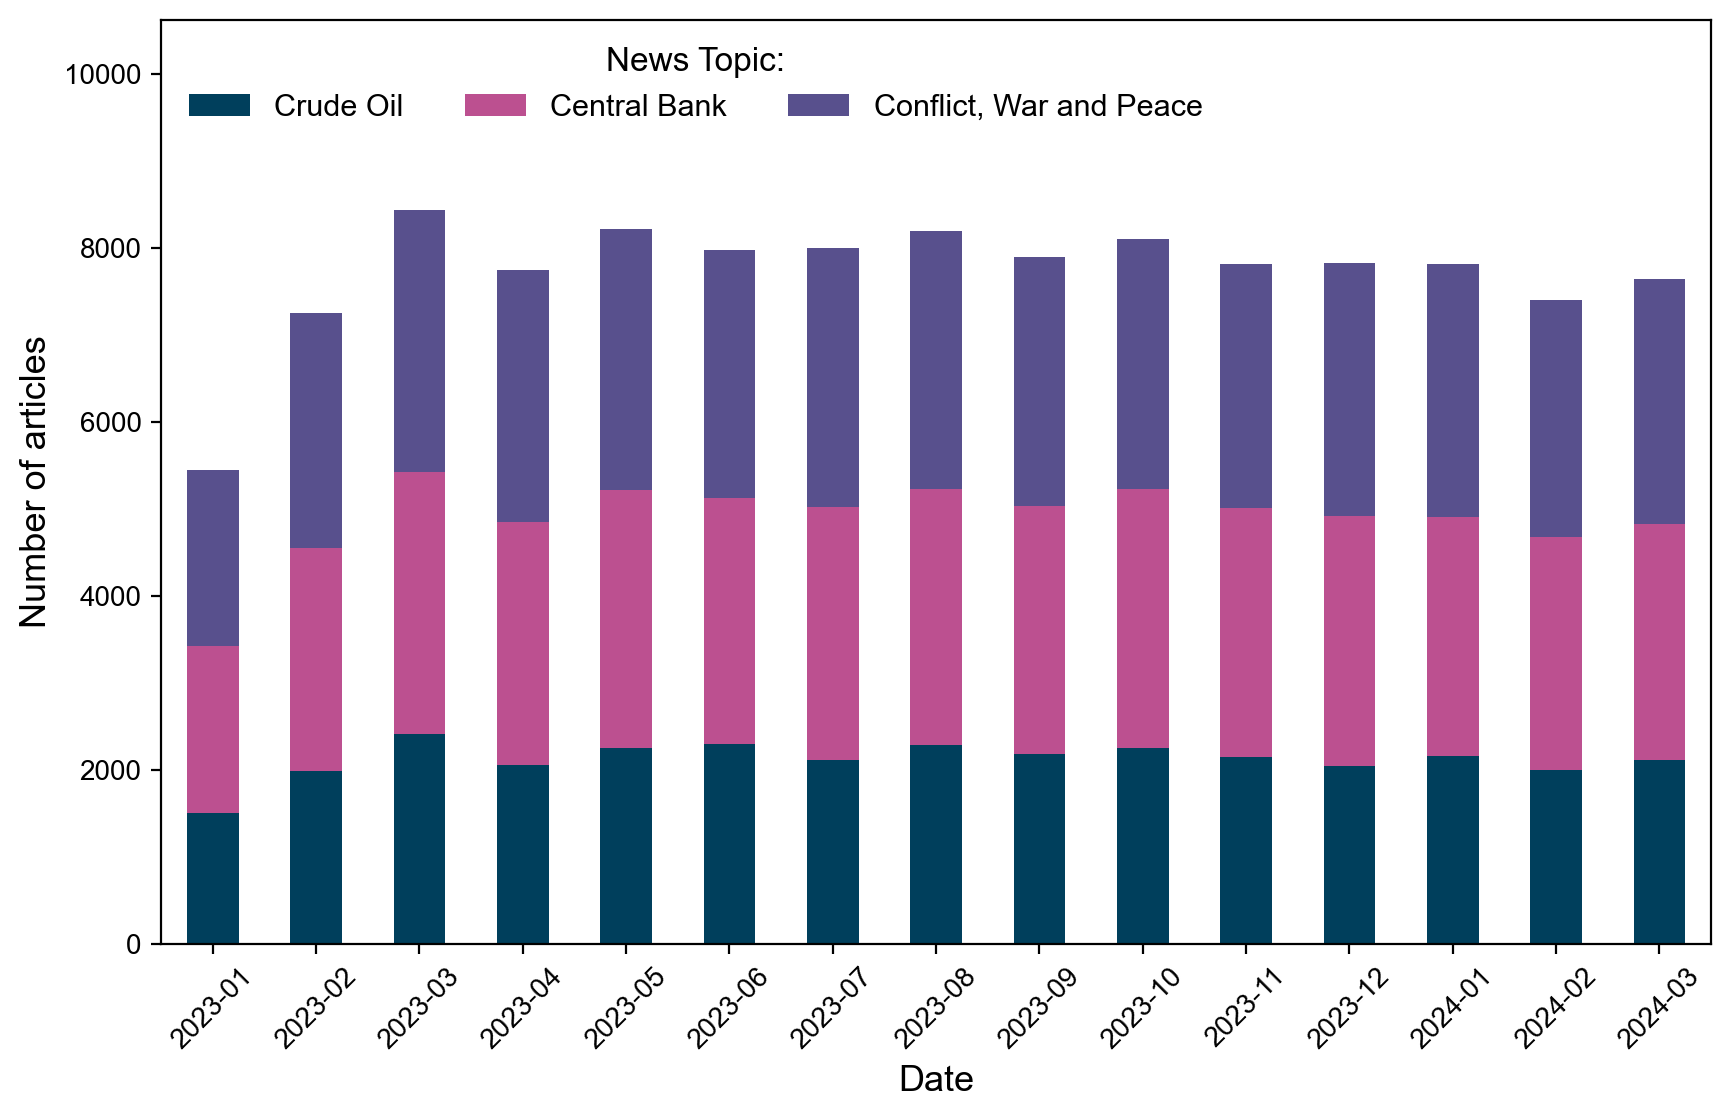 News Topic:
Crude Oil Central Bank Conflict, War and Peace
10000
8000
6000
4000
2000
0
Number of articles
2023-01 2023-02 2023-03 2023-04 2023-05 2023-06 2023-07 2023-08 2023-09 2023-10 2023-11 2023-12 2024-01 2024-02 2024-03
Date